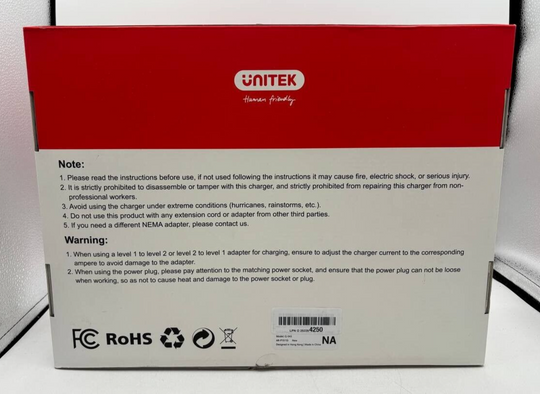 UNITEK
Human friendly
Note:
1. Please read the instructions before use, if not used following the instructions it may cause fire, electric shock, or serious injury.
2. It is strictly prohibited to disassemble or tamper with this charger, and strictly prohibited from repairing this charger from non-
professional workers.
3. Avoid using the charger under extreme conditions (hurricanes, rainstorms, etc.).
4. Do not use this product with any extension cord or adapter from other third parties.
5. If you need a different NEMA adapter, please contact us.
Warning:
1. When using a level 1 to level 2 or level 2 to level 1 adapter for charging, ensure to adjust the charger current to the corresponding
ampere to avoid damage to the adapter.
2. When using the power plug, please pay attention to the matching power socket, and ensure that the power plug can not be loose
when working, so as not to cause heat and damage to the power socket or plug.
4250
FC RoHS
NA